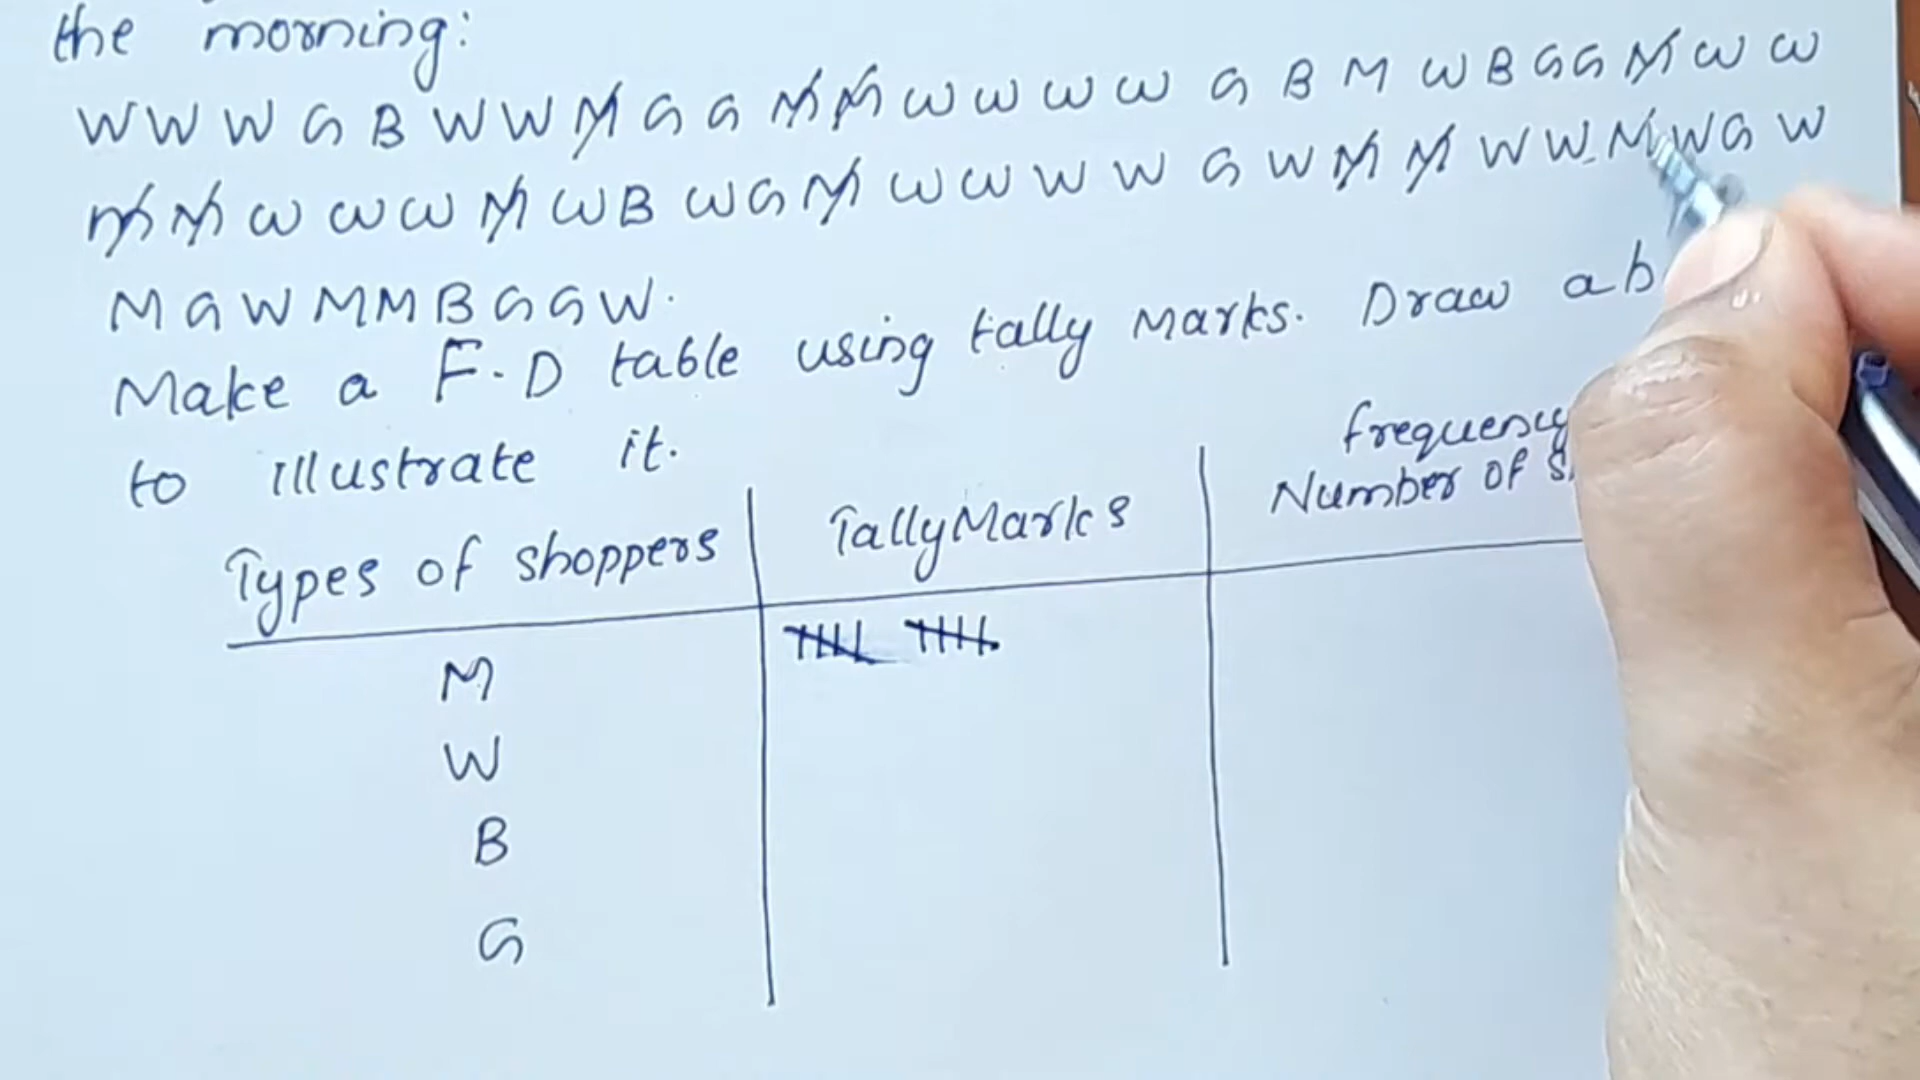 the morning:
W W W G B W W M G G M M W W W W G B M W B G G M W W
M M W W W M W B W G M W W W W G W M M W W M W G W
M G W M M B G G W.
Make a F.D table using tally marks. Draw a b
to illustrate it.
Types of shoppers Tally Marks frequency
Number of
M
W
B
G